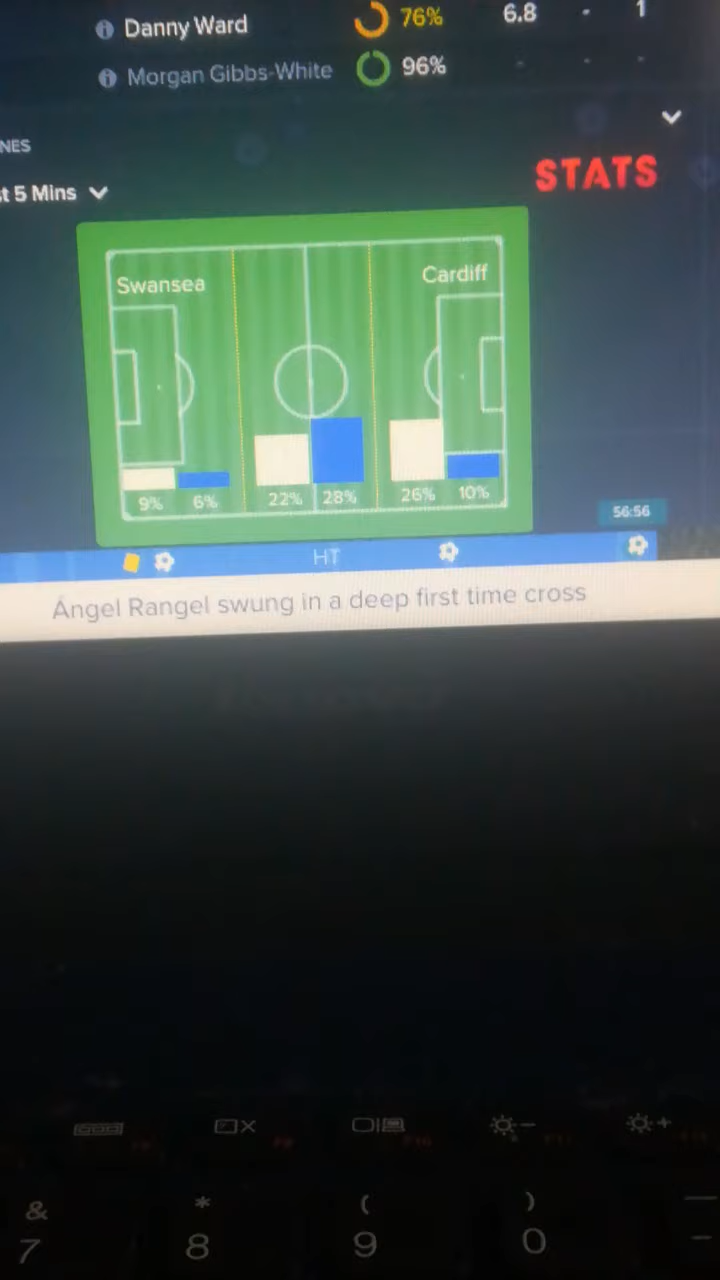 Danny Ward 76% 6.8 - 1
Morgan Gibbs-White 96% - - -
NES
STATS
t 5 Mins
Swansea Cardiff
9% 6% 22% 28% 26% 10%
56:56
HT
Ángel Rangel swung in a deep first time cross
& * ( )
7 8 9 0 -